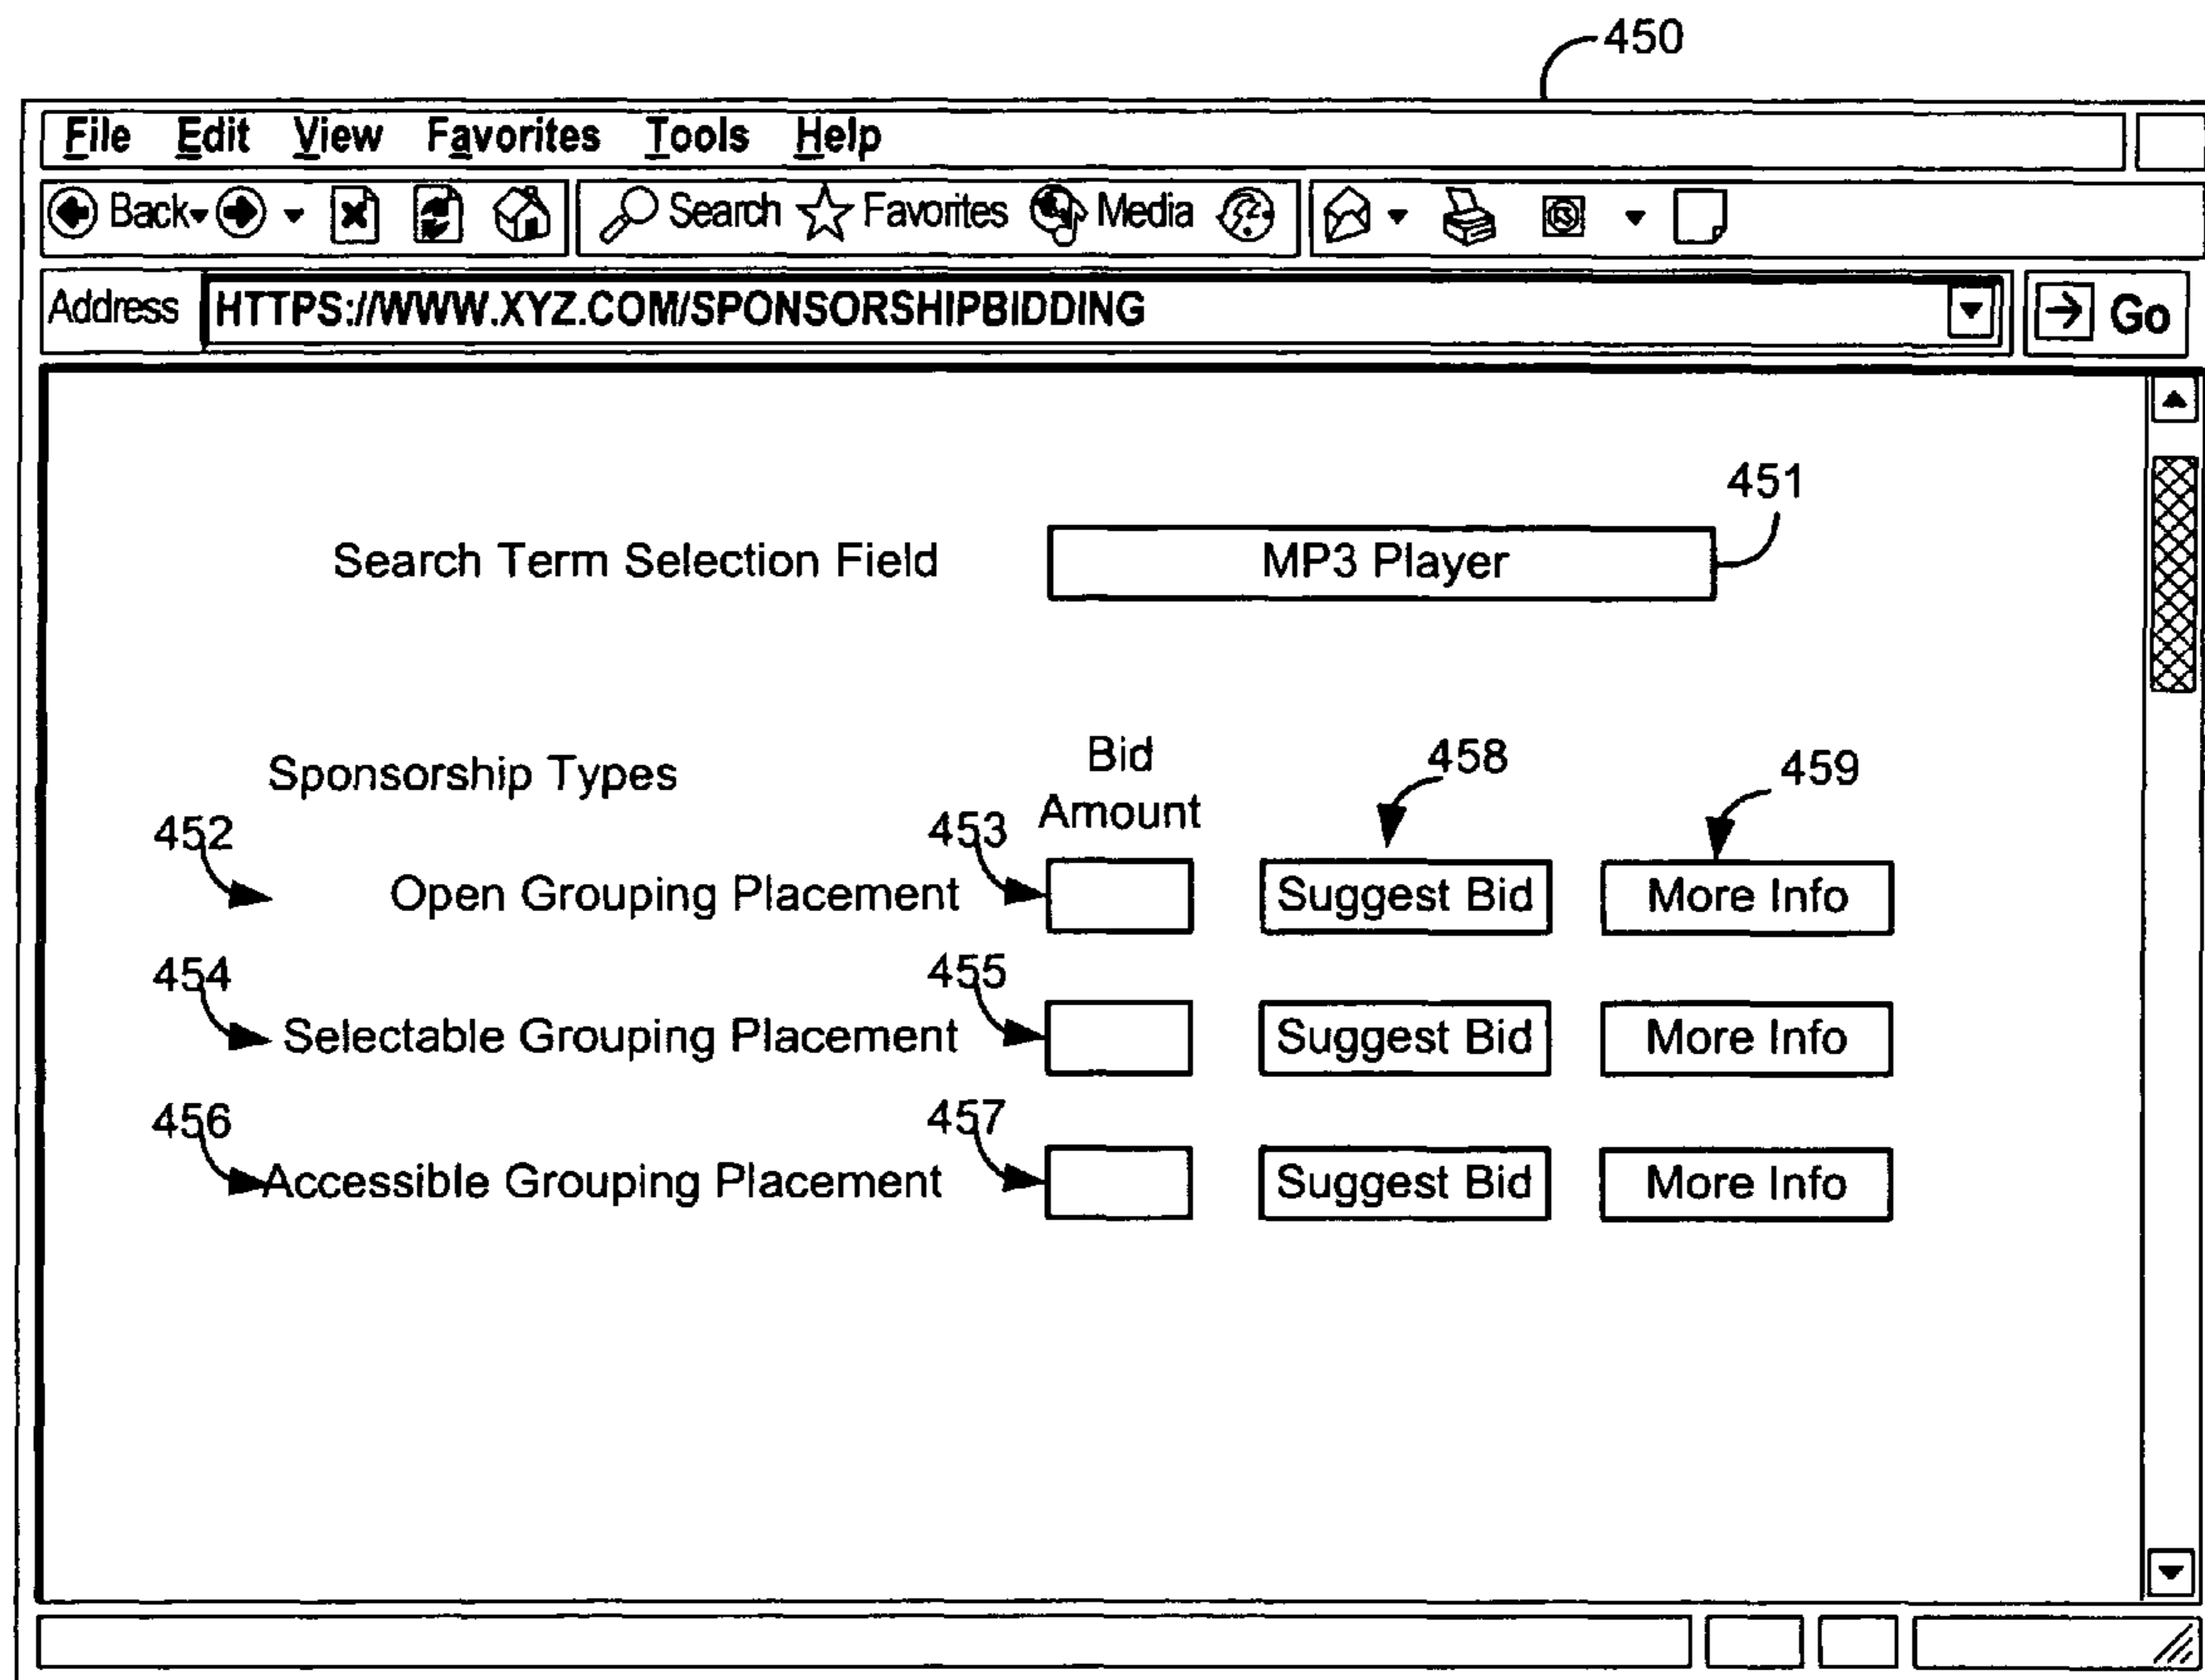 450
File Edit View Favorites Tools Help
Back Search Favorites Media
Address HTTPS://WWW.XYZ.COM/SPONSORSHIPBIDDING Go
451
Search Term Selection Field MP3 Player
Sponsorship Types Bid Amount 458 459
452 Open Grouping Placement 453 Suggest Bid More Info
454 Selectable Grouping Placement 455 Suggest Bid More Info
456 Accessible Grouping Placement 457 Suggest Bid More Info